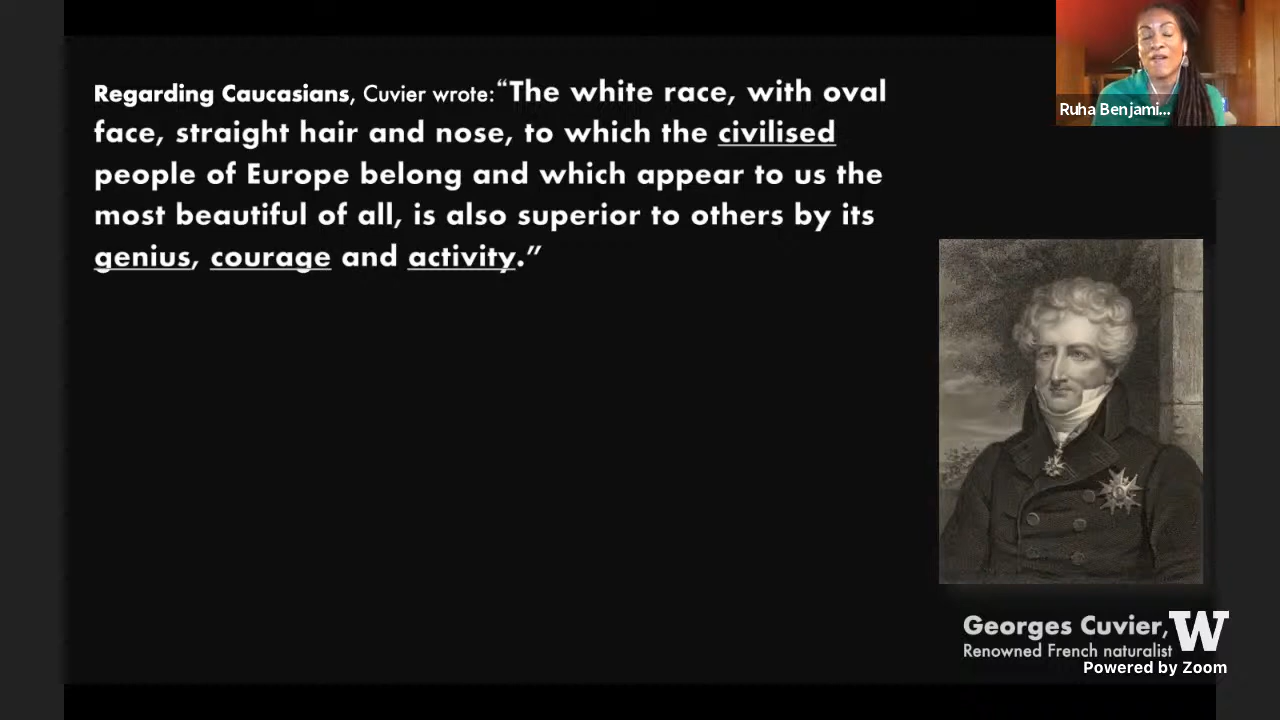 Regarding Caucasians, Cuvier wrote:“The white race, with oval
face, straight hair and nose, to which the civilised
people of Europe belong and which appear to us the
most beautiful of all, is also superior to others by its
genius, courage and activity.”
Ruha Benjami...
Georges Cuvier,
Renowned French naturalist
W
Powered by Zoom